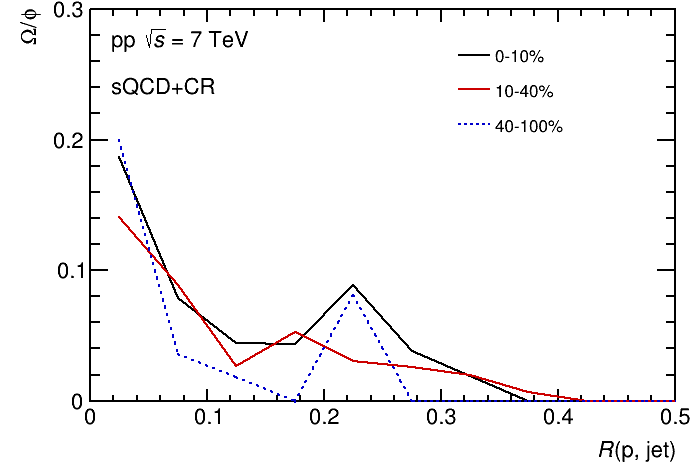 Ω/ϕ
0.3
0.2
0.1
0
pp √s = 7 TeV
sQCD+CR
0-10%
10-40%
40-100%
0 0.1 0.2 0.3 0.4 0.5
R(p, jet)